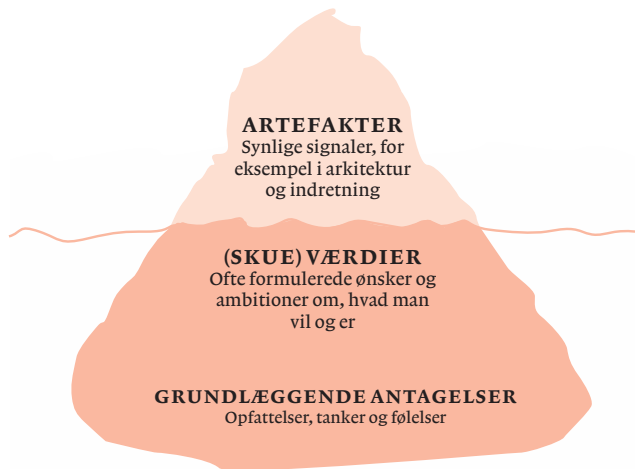 ARTEFAKTER
Synlige signaler, for
eksempel i arkitektur
og indretning
(SKUE) VÆRDIER
Ofte formulerede ønsker og
ambitioner om, hvad man
vil og er
GRUNDLÆGGENDE ANTAGELSER
Opfattelser, tanker og følelser